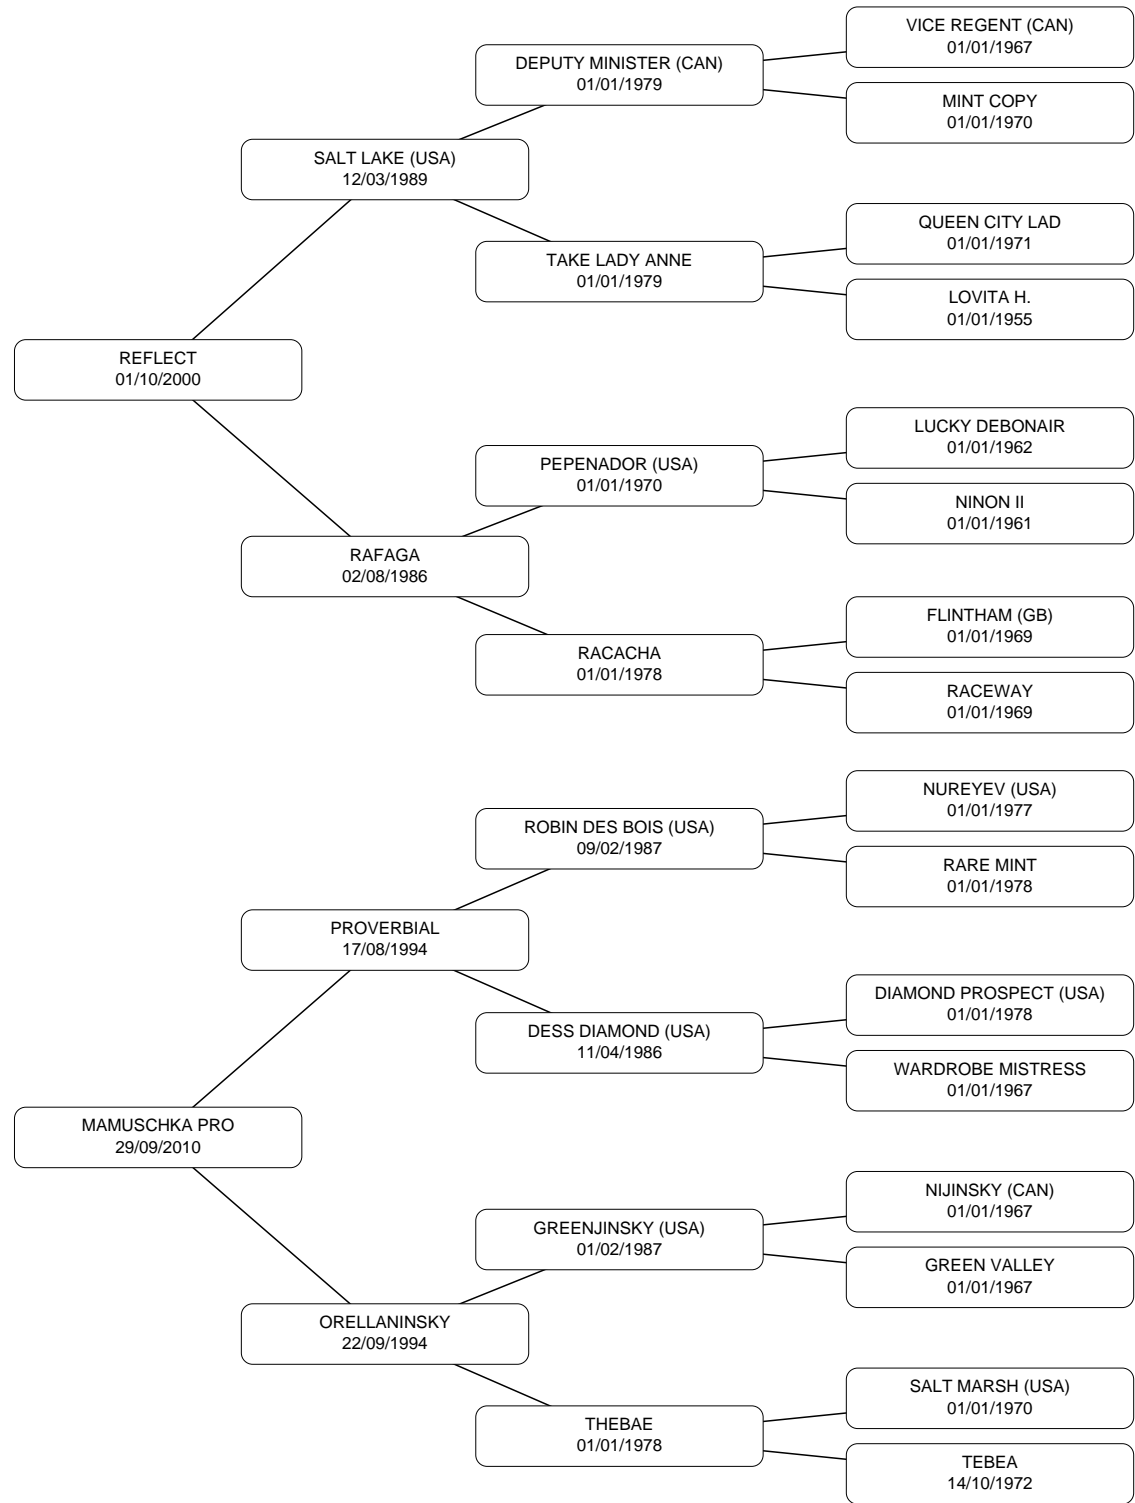 VICE REGENT (CAN)
01/01/1967
DEPUTY MINISTER (CAN)
01/01/1979
MINT COPY
01/01/1970
SALT LAKE (USA)
12/03/1989
QUEEN CITY LAD
01/01/1971
TAKE LADY ANNE
01/01/1979
LOVITA H.
01/01/1955
REFLECT
01/10/2000
LUCKY DEBONAIR
01/01/1962
PEPENADOR (USA)
01/01/1970
NINON II
01/01/1961
RAFAGA
02/08/1986
FLINTHAM (GB)
01/01/1969
RACACHA
01/01/1978
RACEWAY
01/01/1969
NUREYEV (USA)
01/01/1977
ROBIN DES BOIS (USA)
09/02/1987
RARE MINT
01/01/1978
PROVERBIAL
17/08/1994
DIAMOND PROSPECT (USA)
01/01/1978
DESS DIAMOND (USA)
11/04/1986
WARDROBE MISTRESS
01/01/1967
MAMUSCHKA PRO
29/09/2010
NIJINSKY (CAN)
01/01/1967
GREENJINSKY (USA)
01/02/1987
GREEN VALLEY
01/01/1967
ORELLANINSKY
22/09/1994
SALT MARSH (USA)
01/01/1970
THEBAE
01/01/1978
TEBEA
14/10/1972